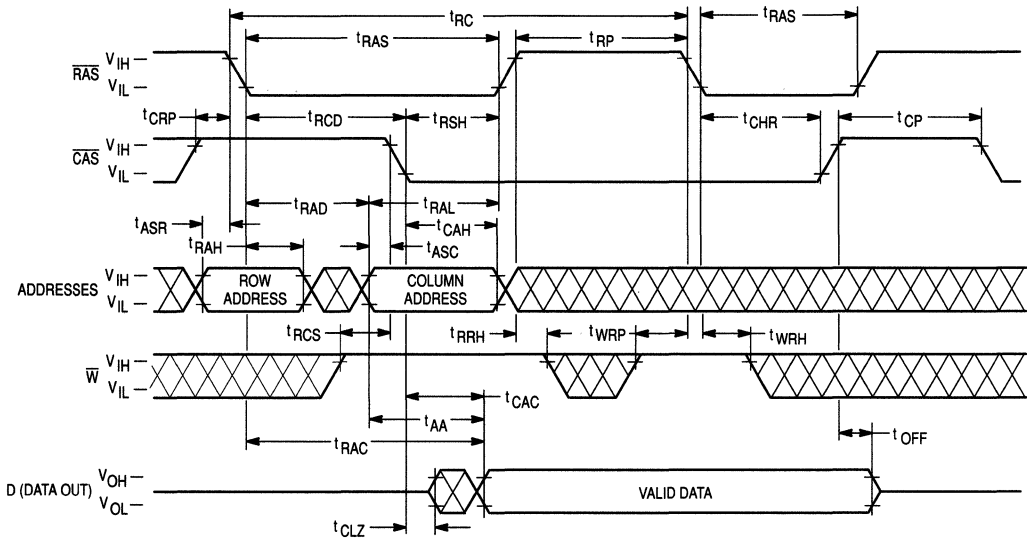 tRC
tRAS
tRP
tRAS
RAS
VIH
VIL
tCRP
tRCD
tRSH
tCHR
tCP
CAS
VIH
VIL
tRAD
tRAL
tASR
tCAH
tRAH
tASC
ADDRESSES
VIH
VIL
ROW
ADDRESS
COLUMN
ADDRESS
tRCS
tRRH
tWRP
tWRH
W
VIH
VIL
tCAC
tAA
tRAC
tOFF
D (DATA OUT)
VOH
VOL
VALID DATA
tCLZ